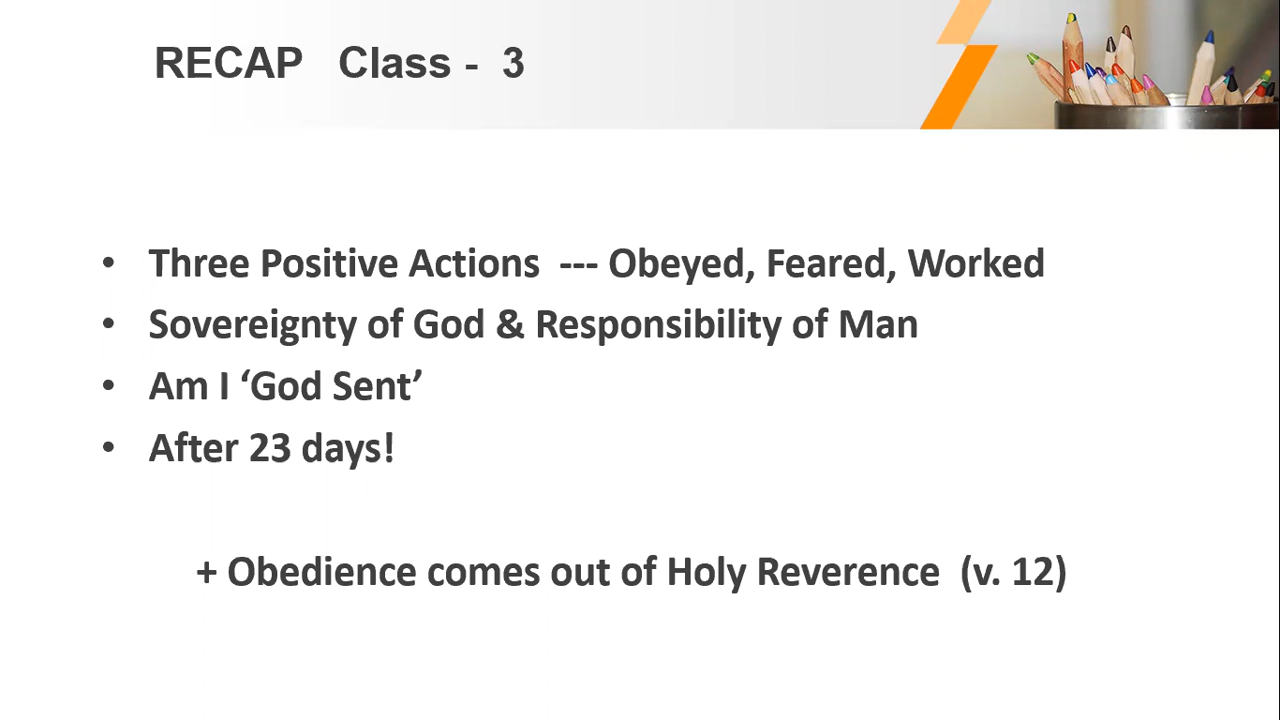 RECAP Class - 3
• Three Positive Actions --- Obeyed, Feared, Worked
• Sovereignty of God & Responsibility of Man
• Am I ‘God Sent’
• After 23 days!
+ Obedience comes out of Holy Reverence (v. 12)